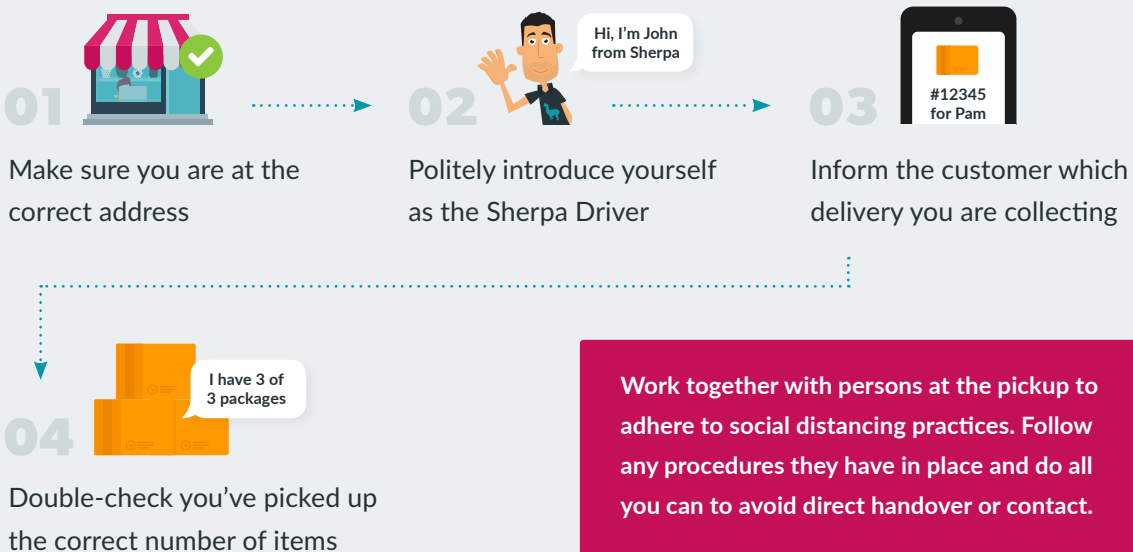 01
Make sure you are at the
correct address
02
Hi, I'm John
from Sherpa
Politely introduce yourself
as the Sherpa Driver
03
#12345
for Pam
Inform the customer which
delivery you are collecting
04
I have 3 of
3 packages
Double-check you've picked up
the correct number of items
Work together with persons at the pickup to
adhere to social distancing practices. Follow
any procedures they have in place and do all
you can to avoid direct handover or contact.